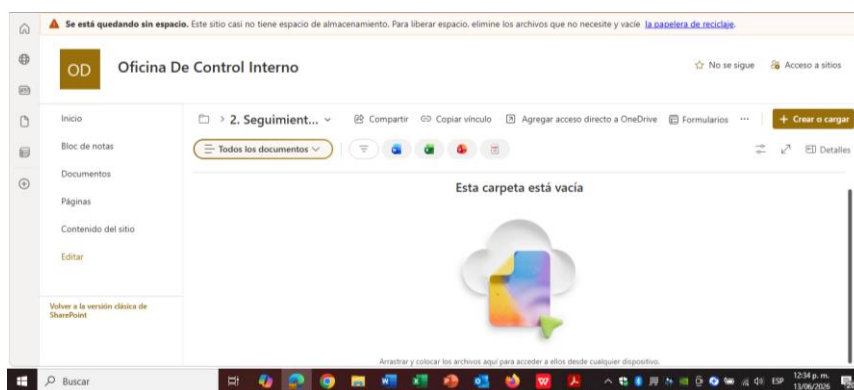 Se está quedando sin espacio. Este sitio casi no tiene espacio de almacenamiento. Para liberar espacio, elimine los archivos que no necesite y vacíe la papelera de reciclaje.
OD Oficina De Control Interno
No se sigue Acceso a sitios
Inicio
Bloc de notas
Documentos
Páginas
Contenido del sitio
Editar
Volver a la versión clásica de
SharePoint
> 2. Seguimient... Compartir Copiar vínculo Agregar acceso directo a OneDrive Formularios ... + Crear o cargar
Todos los documentos Detalles
Esta carpeta está vacía
Arrastrar y colocar los archivos aquí para acceder a ellos desde cualquier dispositivo.
Buscar
ESP
12:34 p. m.
13/06/2026